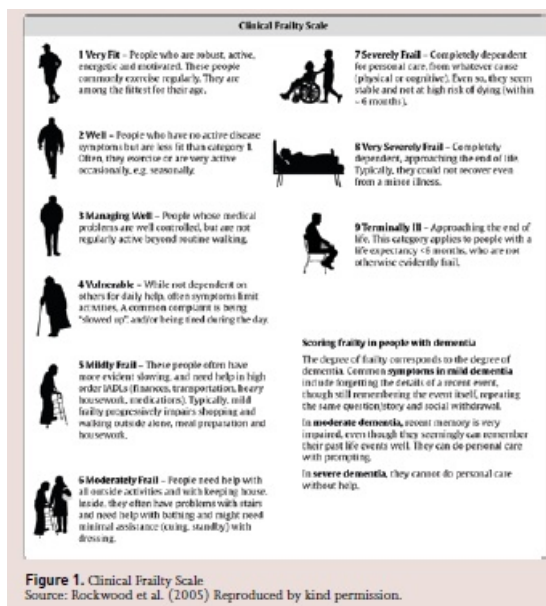 Clinical Frailty Scale
1 Very Fit – People who are robust, active,
energetic and motivated. These people
commonly exercise regularly. They are
among the fittest for their age.
2 Well – People who have no active disease
symptoms but are less fit than category 1.
Often, they exercise or are very active
occasionally, e.g. seasonally.
3 Managing Well – People whose medical
problems are well controlled, but are not
regularly active beyond routine walking.
4 Vulnerable – While not dependent on
others for daily help, often symptoms limit
activities. A common complaint is being
"slowed up", and/or being tired during the day.
5 Mildly Frail – These people often have
more evident slowing, and need help in high
order IADLs (finances, transportation, heavy
housework, medications). Typically, mild
frailty progressively impairs shopping and
walking outside alone, meal preparation and
housework.
6 Moderately Frail – People need help with
all outside activities and with keeping house.
Inside, they often have problems with stairs
and need help with bathing and might need
minimal assistance (cuing, standby) with
dressing.
7 Severely Frail – Completely dependent
for personal care, from whatever cause
(physical or cognitive). Even so, they seem
stable and not at high risk of dying (within
~ 6 months).
8 Very Severely Frail – Completely
dependent, approaching the end of life.
Typically, they could not recover even
from a minor illness.
9 Terminally Ill – Approaching the end of
life. This category applies to people with a
life expectancy <6 months, who are not
otherwise evidently frail.
Scoring frailty in people with dementia
The degree of frailty corresponds to the degree of
dementia. Common symptoms in mild dementia
include forgetting the details of a recent event,
though still remembering the event itself, repeating
the same question/story and social withdrawal.
In moderate dementia, recent memory is very
impaired, even though they seemingly can remember
their past life events well. They can do personal care
with prompting.
In severe dementia, they cannot do personal care
without help.
Figure 1. Clinical Frailty Scale
Source: Rockwood et al. (2005) Reproduced by kind permission.